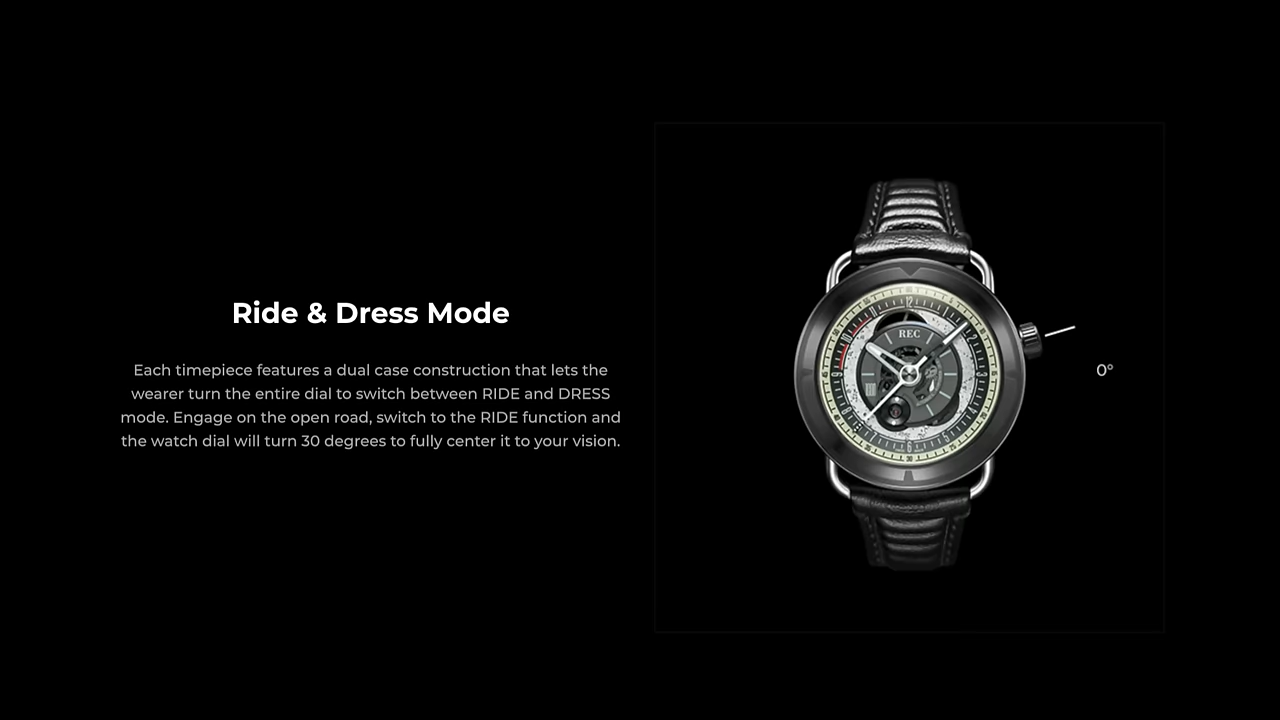 Ride & Dress Mode
Each timepiece features a dual case construction that lets the
wearer turn the entire dial to switch between RIDE and DRESS
mode. Engage on the open road, switch to the RIDE function and
the watch dial will turn 30 degrees to fully center it to your vision.
REC
12
0°